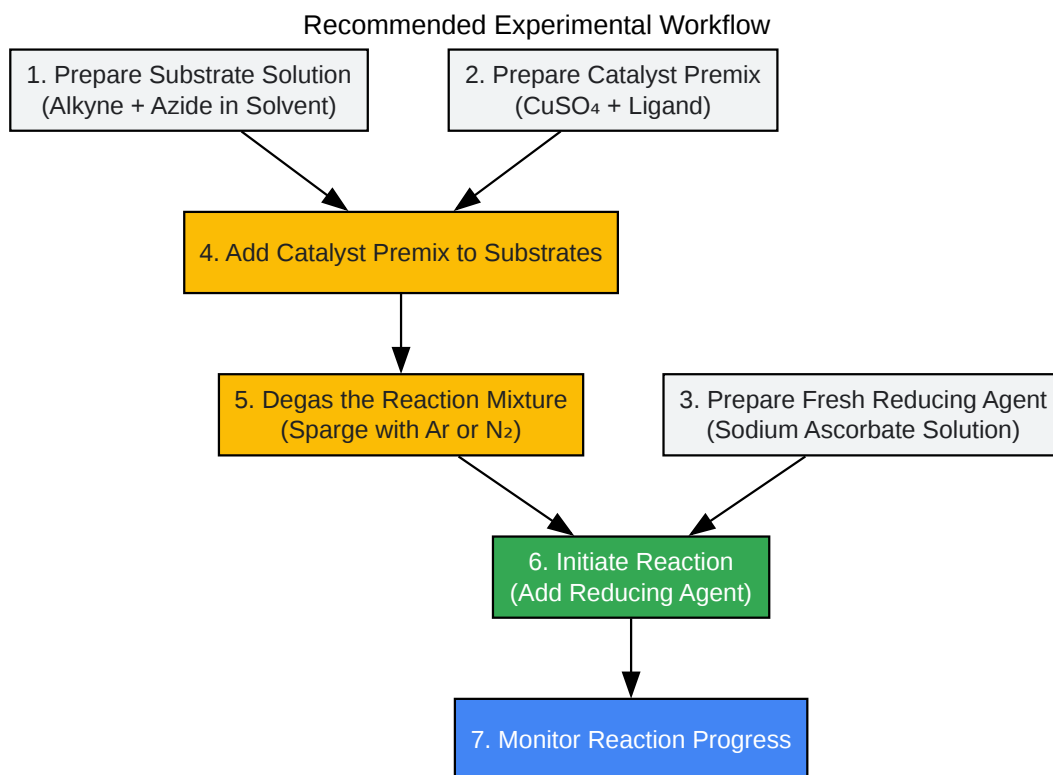 Recommended Experimental Workflow
1. Prepare Substrate Solution
(Alkyne + Azide in Solvent)
2. Prepare Catalyst Premix
(CuSO₄ + Ligand)
4. Add Catalyst Premix to Substrates
5. Degas the Reaction Mixture
(Sparge with Ar or N₂)
3. Prepare Fresh Reducing Agent
(Sodium Ascorbate Solution)
6. Initiate Reaction
(Add Reducing Agent)
7. Monitor Reaction Progress